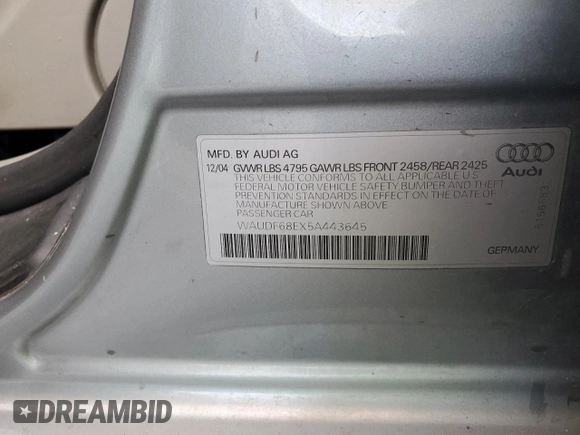 MFD. BY AUDI AG
12/04 GVWR LBS 4795 GAWR LBS FRONT 2458/REAR 2425
THIS VEHICLE CONFORMS TO ALL APPLICABLE U.S
FEDERAL MOTOR VEHICLE SAFETY BUMPER AND THEFT
PREVENTION STANDARDS IN EFFECT ON THE DATE OF
MANUFACTURE SHOWN ABOVE
PASSENGER CAR
WAUDF68EX5A443645
Audi
GERMANY
DREAMBID